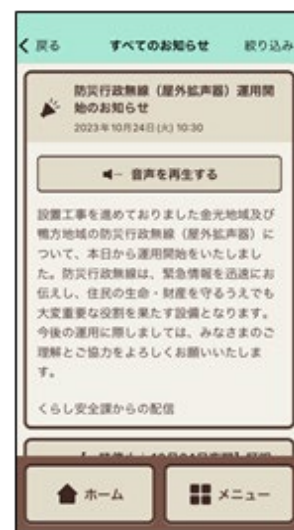 戻る すべてのお知らせ 絞り込み
防災行政無線(屋外拡声器)運用開
始のお知らせ
2023年10月24日(火) 10:30
音声を再生する
設置工事を進めておりました金光地域及び
鴨方地域の防災行政無線(屋外拡声器)に
ついて、本日から運用開始をいたしまし
た。防災行政無線は、緊急情報を迅速にお
伝えし、住民の生命・財産を守るうえでも
大変重要な役割を果たす設備となります。
今後の運用に際しましては、みなさまのご
理解とご協力をよろしくお願いいたしま
す。
くらし安全課からの配信
ホーム メニュー